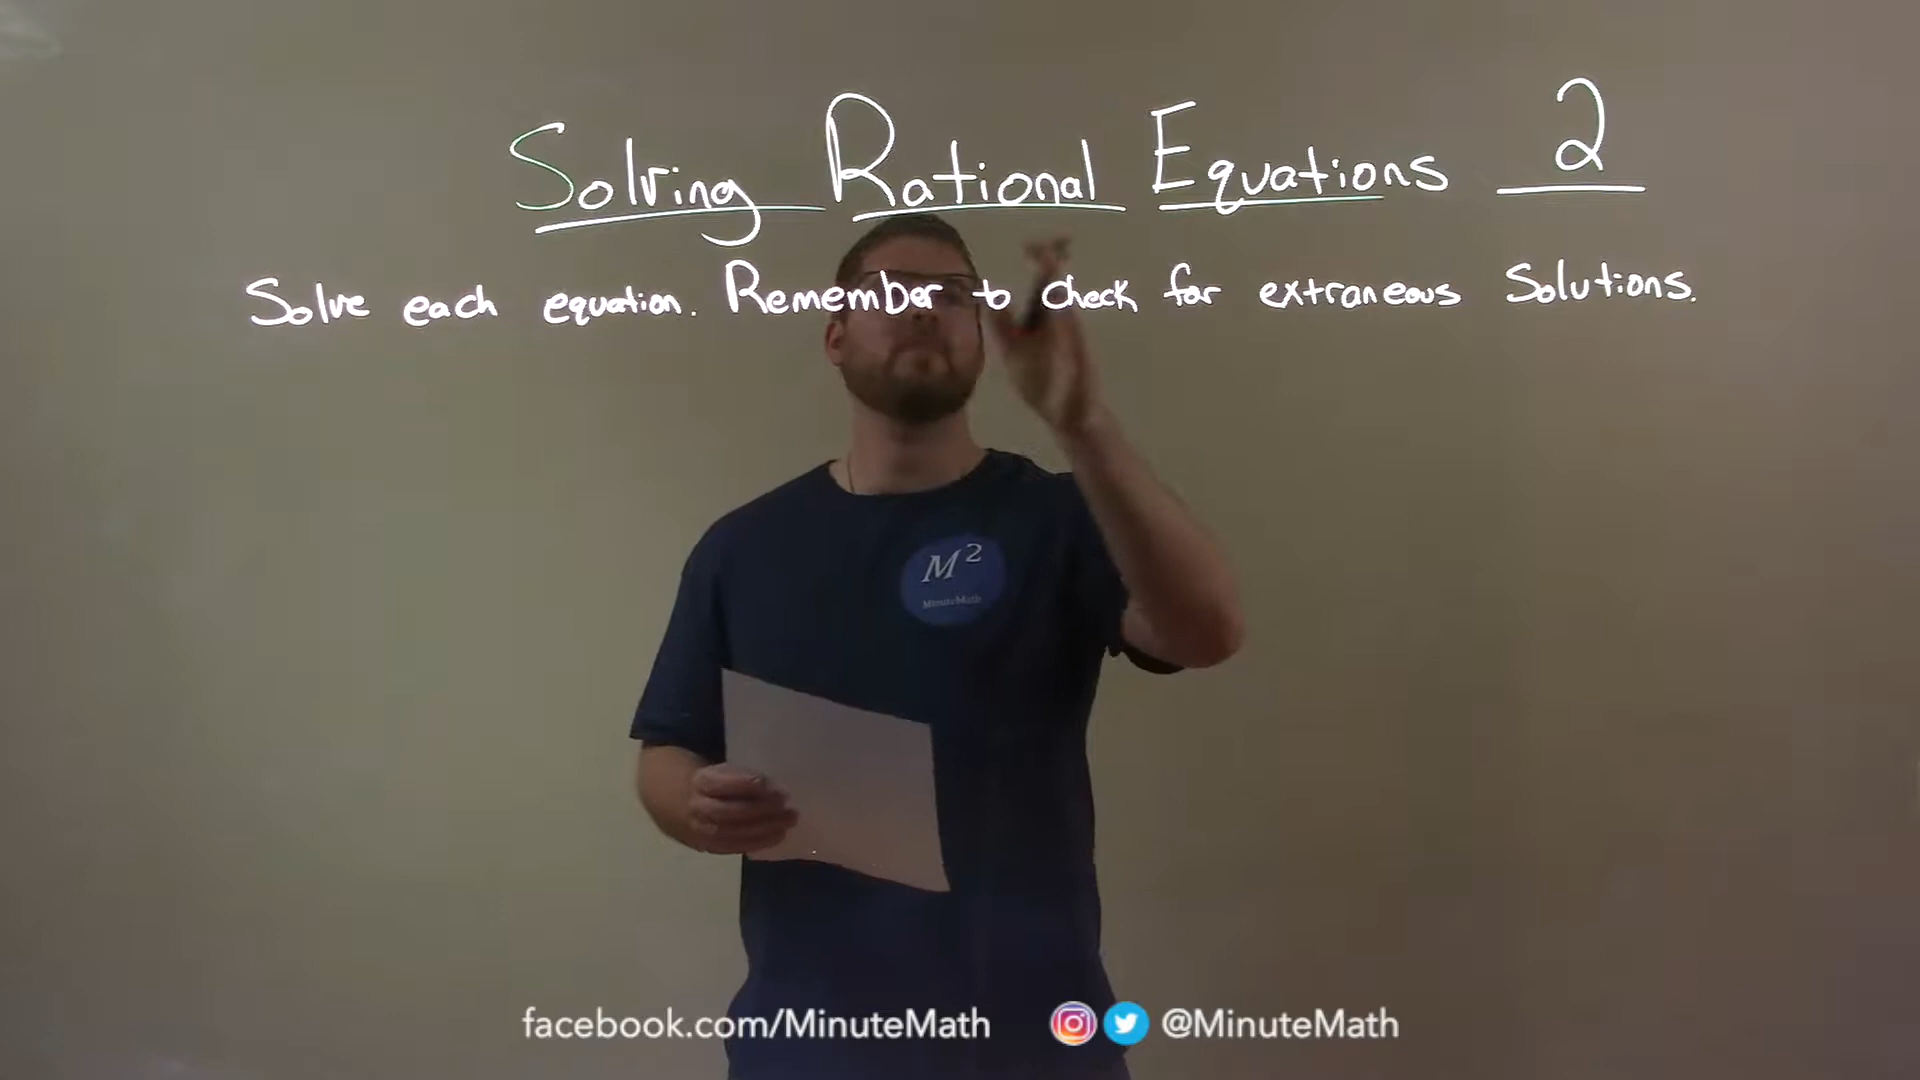 Solving Rational Equations 2
Solve each equation. Remember to check for extraneous solutions.
M²
MinuteMath
facebook.com/MinuteMath @MinuteMath